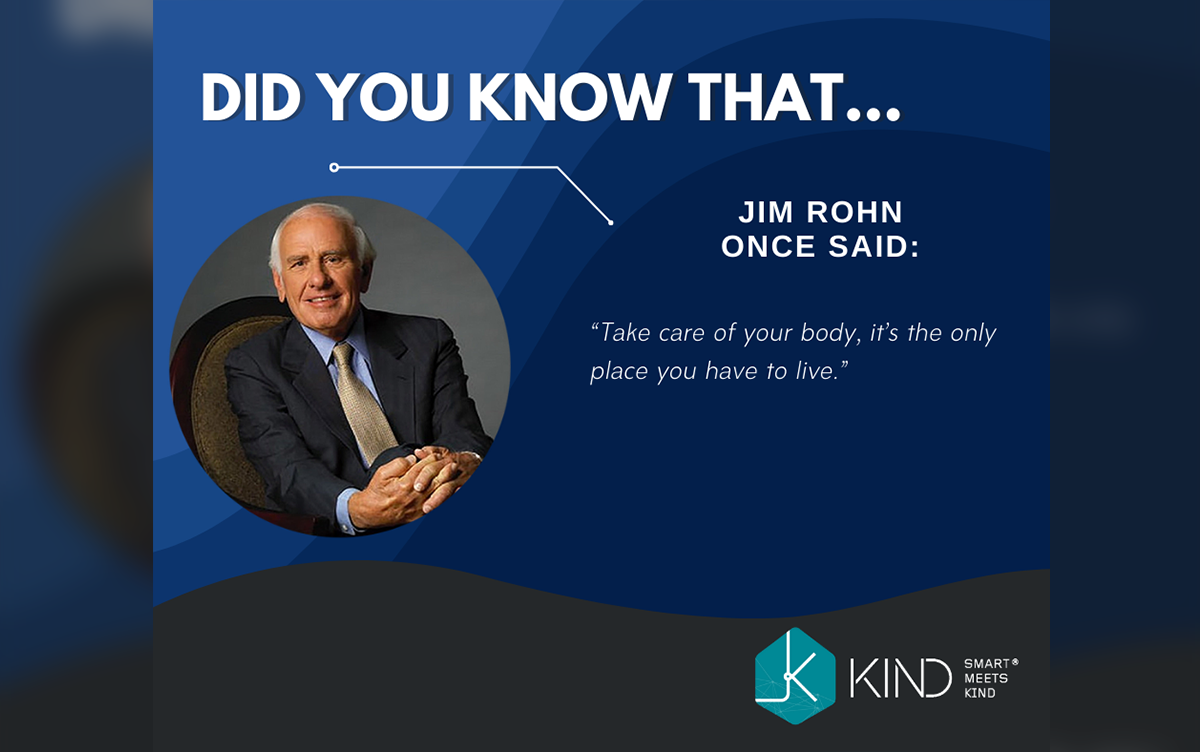 DID YOU KNOW THAT...
JIM ROHN
ONCE SAID:
“Take care of your body, it’s the only
place you have to live.”
KIND
SMART®
MEETS
KIND